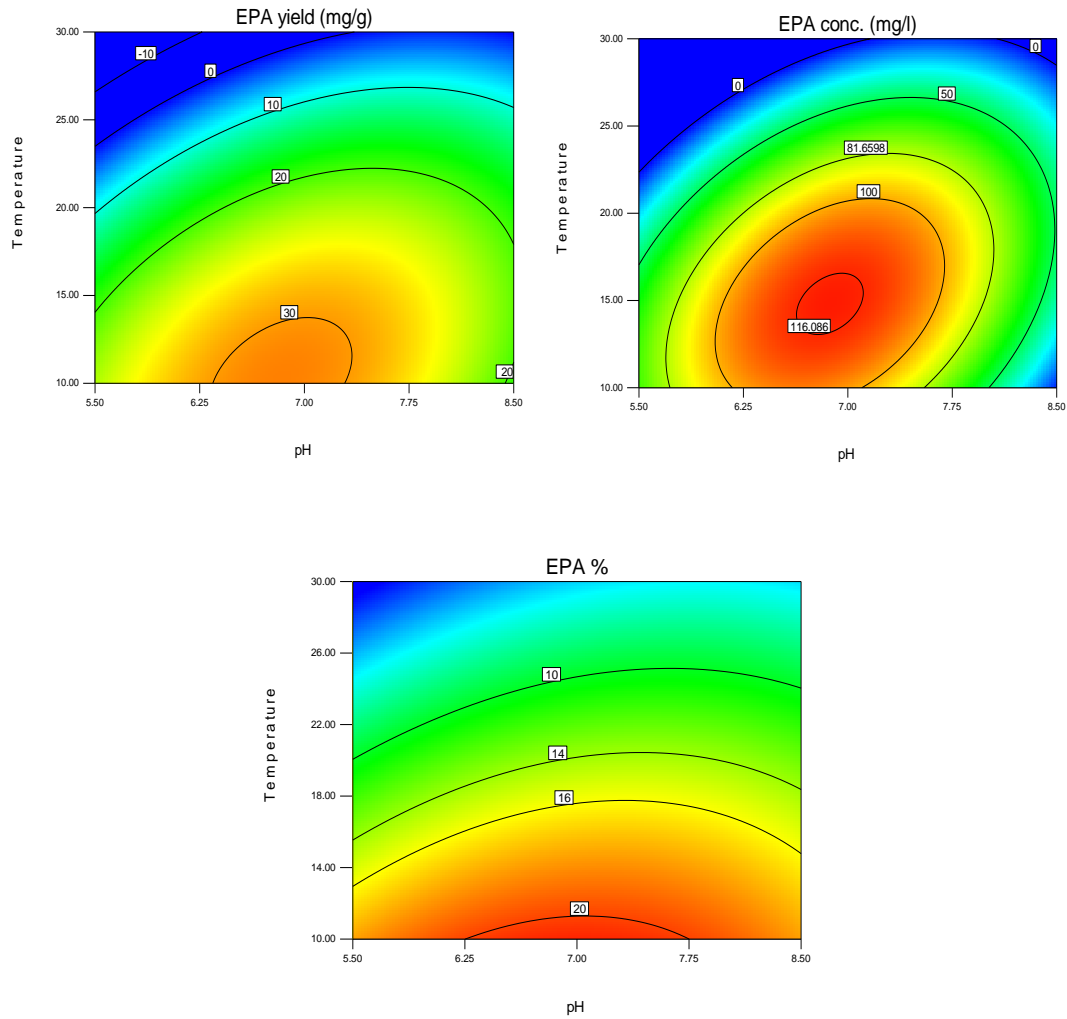 EPA yield (mg/g)
30.00
25.00
20.00
15.00
10.00
Temperature
-10
0
10
20
30
20
5.50 6.25 7.00 7.75 8.50
pH
EPA conc. (mg/l)
30.00
25.00
20.00
15.00
10.00
Temperature
0
0
50
81.6598
100
116.086
5.50 6.25 7.00 7.75 8.50
pH
EPA %
30.00
26.00
22.00
18.00
14.00
10.00
Temperature
10
14
16
20
5.50 6.25 7.00 7.75 8.50
pH